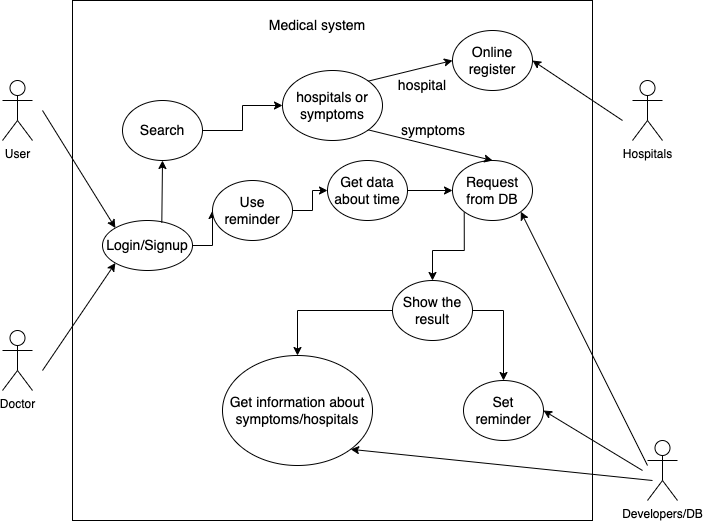 Medical system
Online
register
hospital
hospitals or
symptoms
symptoms
Search
User
Hospitals
Get data
about time
Request
from DB
Use
reminder
Login/Signup
Show the
result
Doctor
Get information about
symptoms/hospitals
Set
reminder
Developers/DB